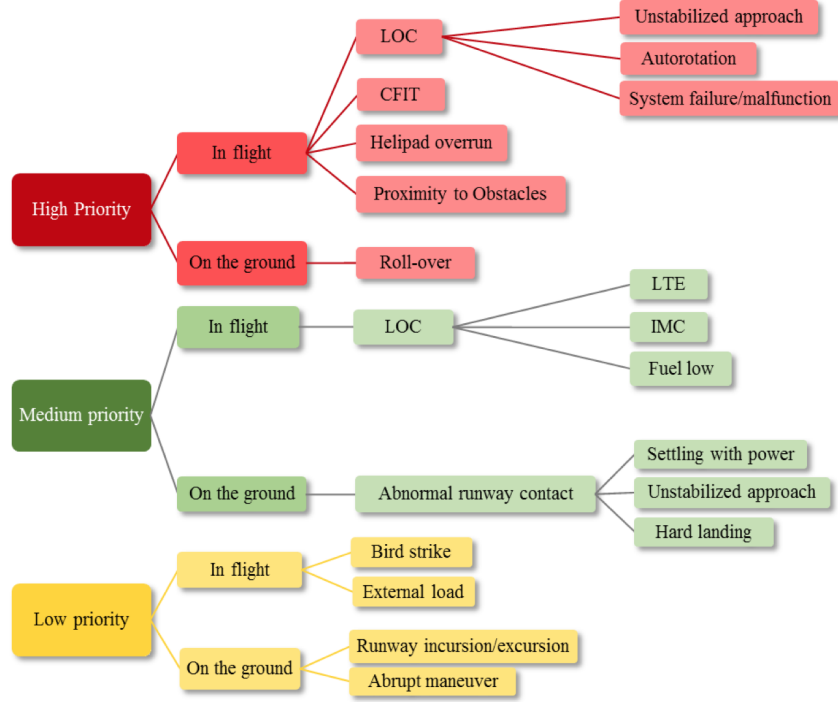 High Priority
In flight
LOC
Unstabilized approach
Autorotation
System failure/malfunction
CFIT
Helipad overrun
Proximity to Obstacles
On the ground
Roll-over
Medium priority
In flight
LOC
LTE
IMC
Fuel low
On the ground
Abnormal runway contact
Settling with power
Unstabilized approach
Hard landing
Low priority
In flight
Bird strike
External load
On the ground
Runway incursion/excursion
Abrupt maneuver